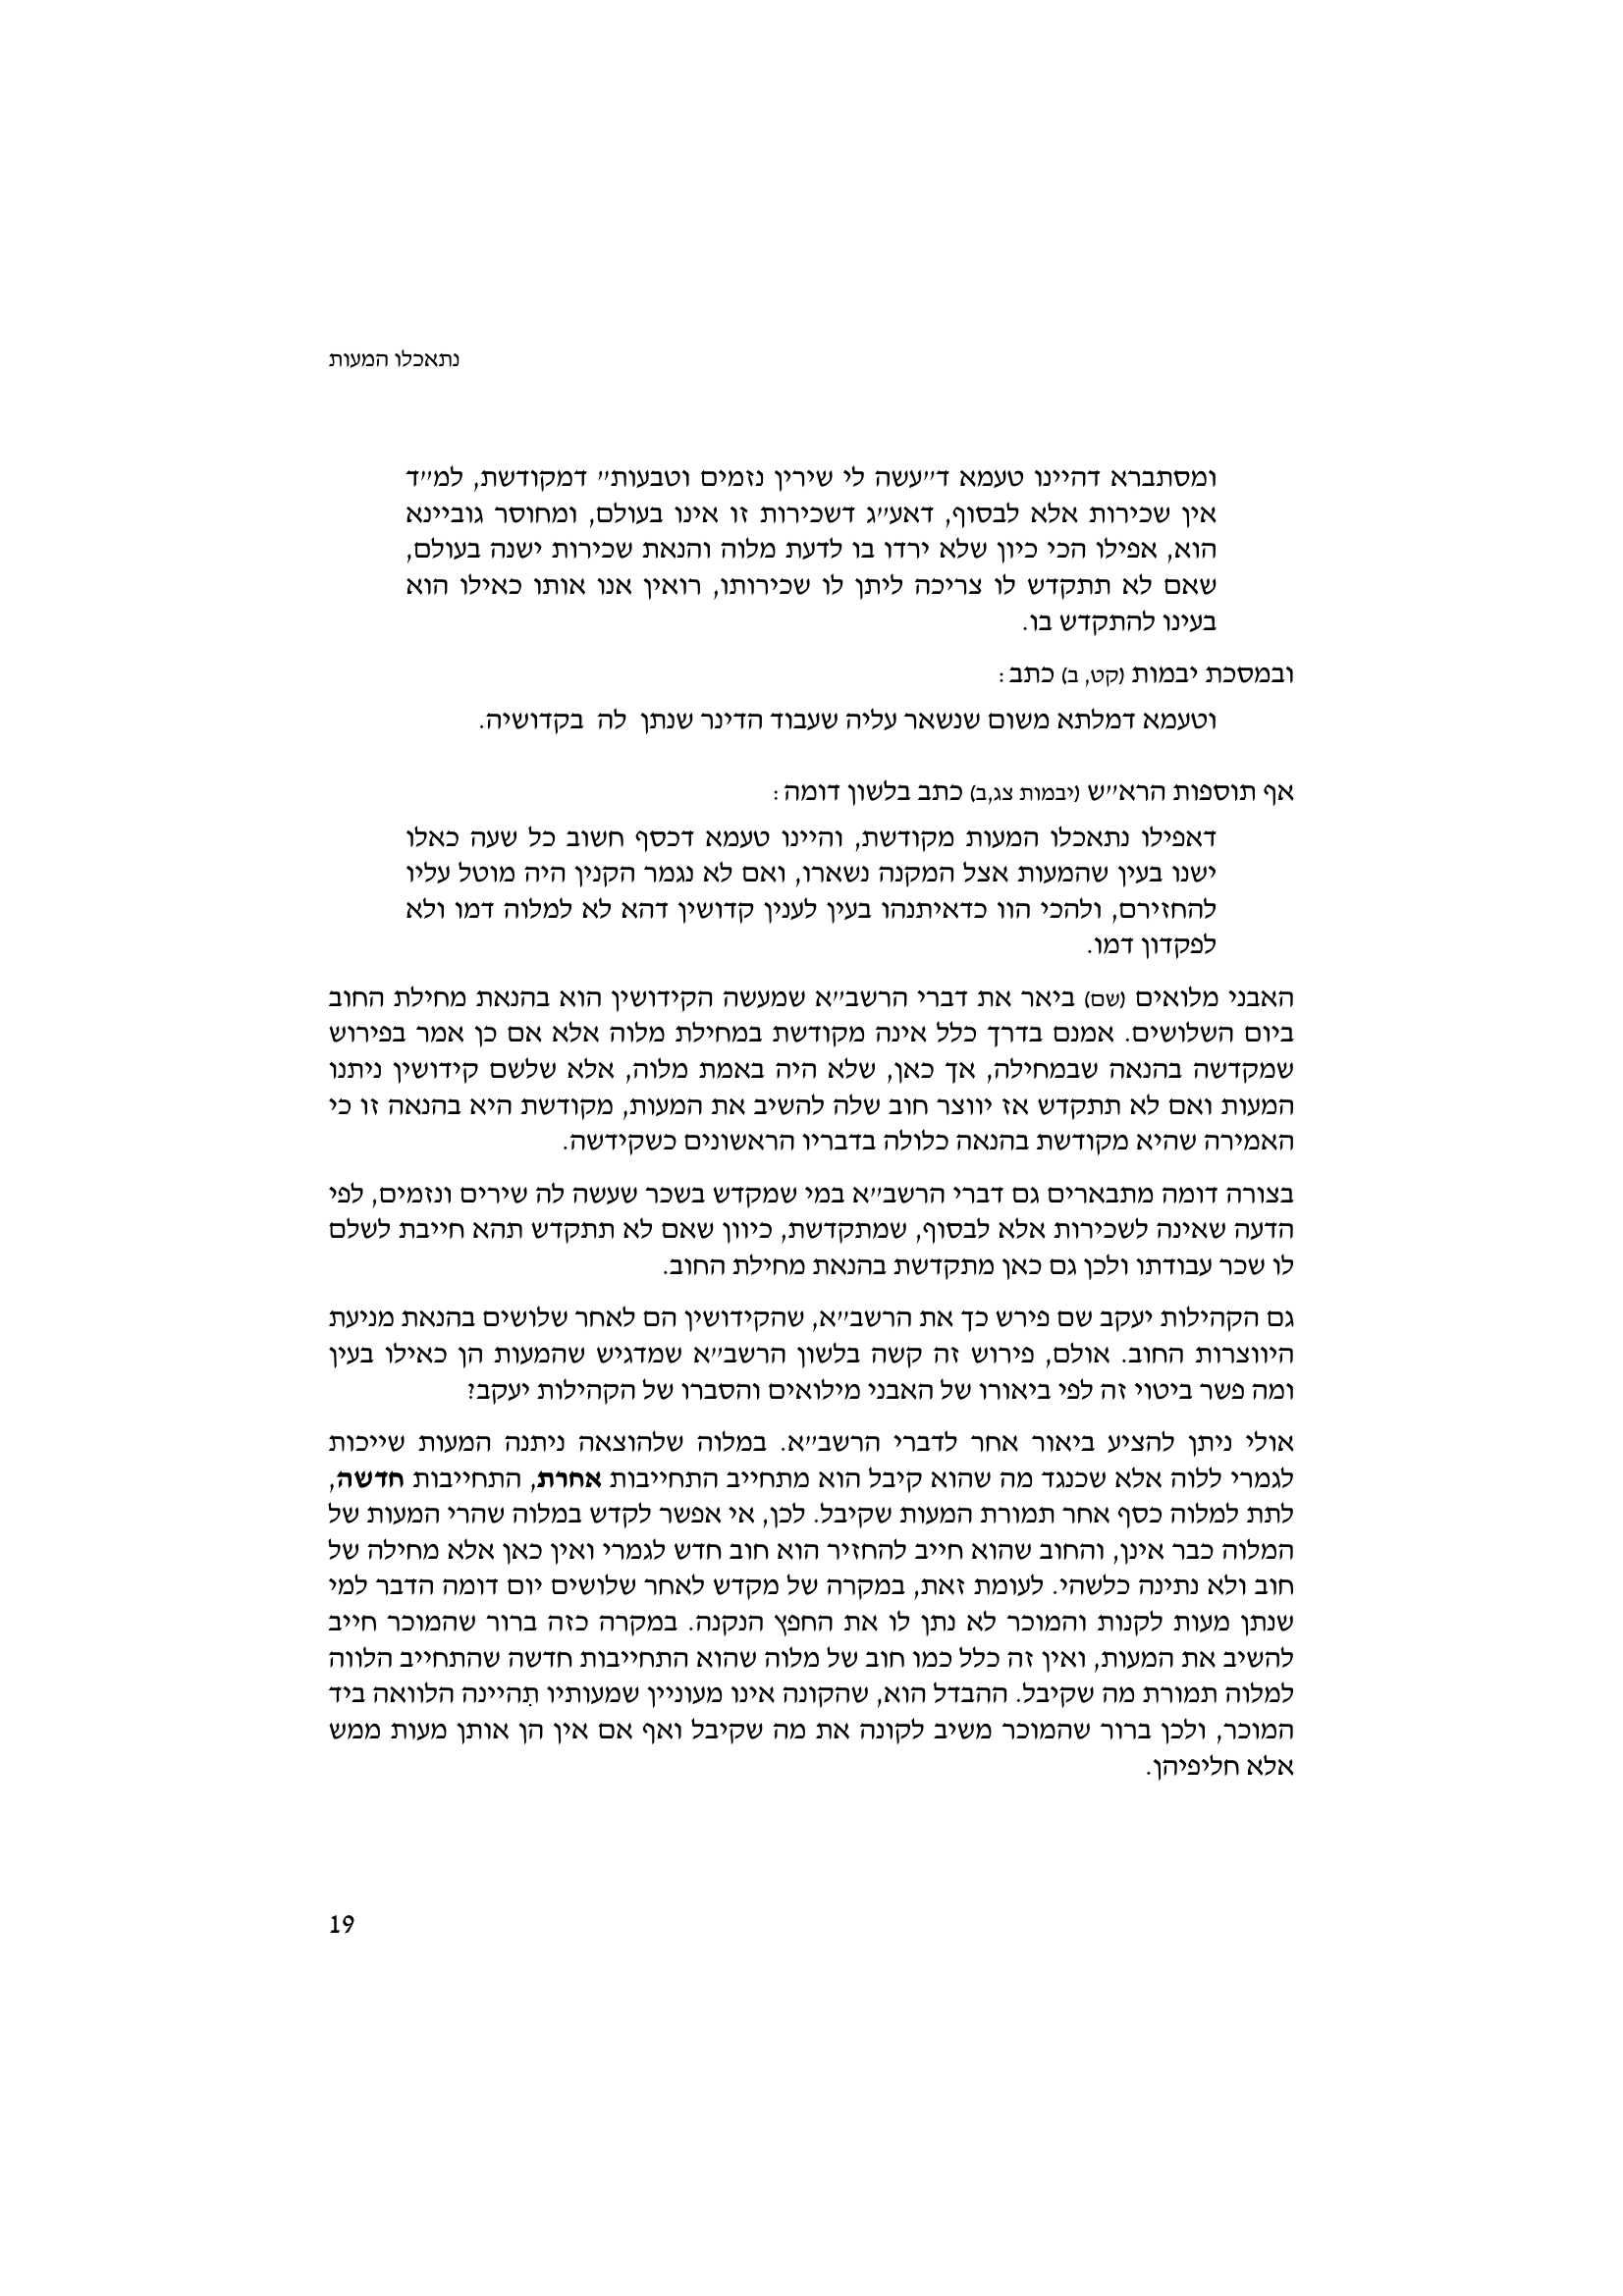 נתאכלו המעות
ומסתברא דהיינו טעמא ד"עשה לי שירין נזמים וטבעות" דמקודשת, למ"ד
אין שכירות אלא לבסוף, דאע"ג דשכירות זו אינו בעולם, ומחוסר גוביינא
הוא, אפילו הכי כיון שלא ירדו בו לדעת מלוה והנאת שכירות ישנה בעולם,
שאם לא תתקדש לו צריכה ליתן לו שכירותו, רואין אנו אותו כאילו הוא
בעינו להתקדש בו.
ובמסכת יבמות (קט, ב) כתב:
וטעמא דמלתא משום שנשאר עליה שעבוד הדינר שנתן לה בקדושיה.
אף תוספות הרא"ש (יבמות צג,ב) כתב בלשון דומה:
דאפילו נתאכלו המעות מקודשת, והיינו טעמא דכסף חשוב כל שעה כאלו
ישנו בעין שהמעות אצל המקנה נשארו, ואם לא נגמר הקנין היה מוטל עליו
להחזירם, ולהכי הוו כדאיתנהו בעין לענין קדושין דהא לא למלוה דמו ולא
לפקדון דמו.
האבני מלואים (שם) ביאר את דברי הרשב"א שמעשה הקידושין הוא בהנאת מחילת החוב
ביום השלושים. אמנם בדרך כלל אינה מקודשת במחילת מלוה אלא אם כן אמר בפירוש
שמקדשה בהנאה שבמחילה, אך כאן, שלא היה באמת מלוה, אלא שלשם קידושין ניתנו
המעות ואם לא תתקדש אז יווצר חוב שלה להשיב את המעות, מקודשת היא בהנאה זו כי
האמירה שהיא מקודשת בהנאה כלולה בדבריו הראשונים כשקידשה.
בצורה דומה מתבארים גם דברי הרשב"א במי שמקדש בשכר שעשה לה שירים ונזמים, לפי
הדעה שאינה לשכירות אלא לבסוף, שמתקדשת, כיוון שאם לא תתקדש תהא חייבת לשלם
לו שכר עבודתו ולכן גם כאן מתקדשת בהנאת מחילת החוב.
גם הקהילות יעקב שם פירש כך את הרשב"א, שהקידושין הם לאחר שלושים בהנאת מניעת
היווצרות החוב. אולם, פירוש זה קשה בלשון הרשב"א שמדגיש שהמעות הן כאילו בעין
ומה פשר ביטוי זה לפי ביאורו של האבני מילואים והסברו של הקהילות יעקב?
אולי ניתן להציע ביאור אחר לדברי הרשב"א. במלוה שלהוצאה ניתנה המעות שייכות
לגמרי ללוה אלא שכנגד מה שהוא קיבל הוא מתחייב התחייבות אחרת, התחייבות חדשה,
לתת למלוה כסף אחר תמורת המעות שקיבל. לכן, אי אפשר לקדש במלוה שהרי המעות של
המלוה כבר אינן, והחוב שהוא חייב להחזיר הוא חוב חדש לגמרי ואין כאן אלא מחילה של
חוב ולא נתינה כלשהי. לעומת זאת, במקרה של מקדש לאחר שלושים יום דומה הדבר למי
שנתן מעות לקנות והמוכר לא נתן לו את החפץ הנקנה. במקרה כזה ברור שהמוכר חייב
להשיב את המעות, ואין זה כלל כמו חוב של מלוה שהוא התחייבות חדשה שהתחייב הלווה
למלוה תמורת מה שקיבל. ההבדל הוא, שהקונה אינו מעוניין שמעותיו תִהיינה הלוואה ביד
המוכר, ולכן ברור שהמוכר משיב לקונה את מה שקיבל ואף אם אין הן אותן מעות ממש
אלא חליפיהן.
19